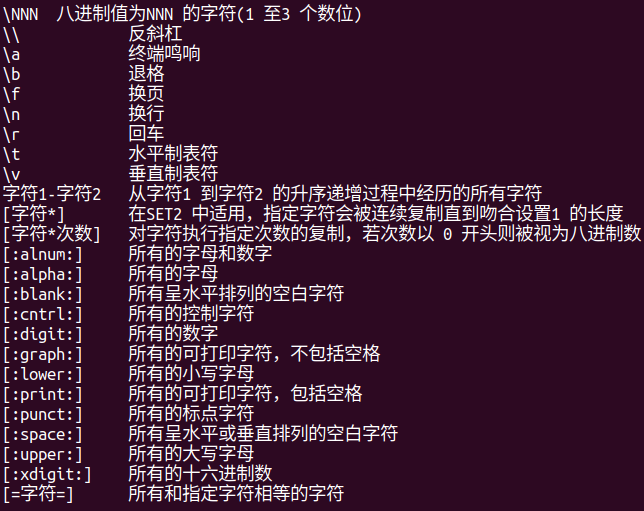 \NNN 八进制值为NNN 的字符(1 至3 个数位)
\\ 反斜杠
\a 终端鸣响
\b 退格
\f 换页
\n 换行
\r 回车
\t 水平制表符
\v 垂直制表符
字符1-字符2 从字符1 到字符2 的升序递增过程中经历的所有字符
[字符*] 在SET2 中适用，指定字符会被连续复制直到吻合设置1 的长度
[字符*次数] 对字符执行指定次数的复制，若次数以 0 开头则被视为八进制数
[:alnum:] 所有的字母和数字
[:alpha:] 所有的字母
[:blank:] 所有呈水平排列的空白字符
[:cntrl:] 所有的控制字符
[:digit:] 所有的数字
[:graph:] 所有的可打印字符，不包括空格
[:lower:] 所有的小写字母
[:print:] 所有的可打印字符，包括空格
[:punct:] 所有的标点字符
[:space:] 所有呈水平或垂直排列的空白字符
[:upper:] 所有的大写字母
[:xdigit:] 所有的十六进制数
[=字符=] 所有和指定字符相等的字符